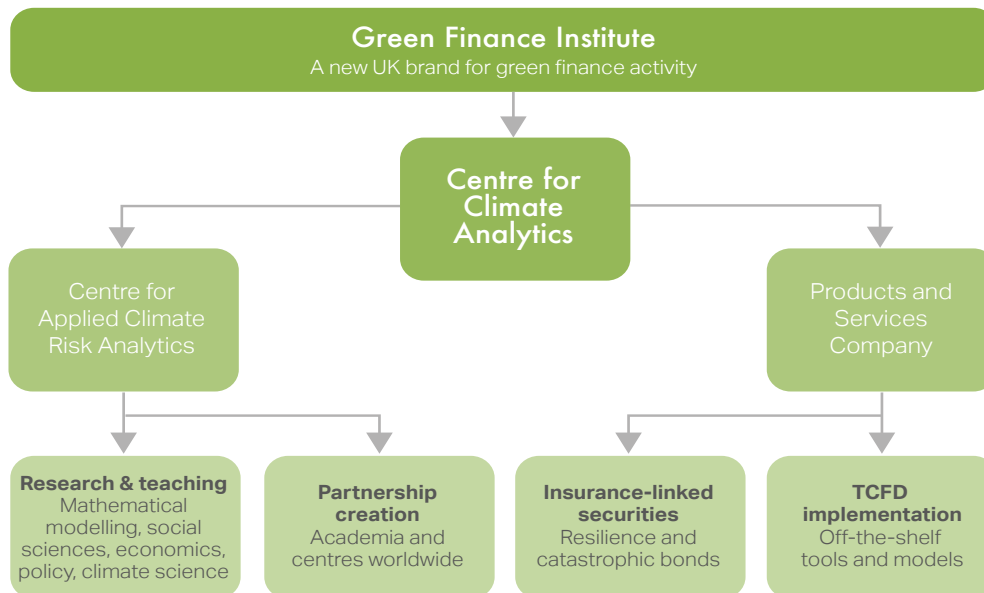 Green Finance Institute
A new UK brand for green finance activity
Centre for
Climate
Analytics
Centre for
Applied Climate
Risk Analytics
Products and
Services
Company
Research & teaching
Mathematical
modelling, social
sciences, economics,
policy, climate science
Partnership
creation
Academia and
centres worldwide
Insurance-linked
securities
Resilience and
catastrophic bonds
TCFD
implementation
Off-the-shelf
tools and models